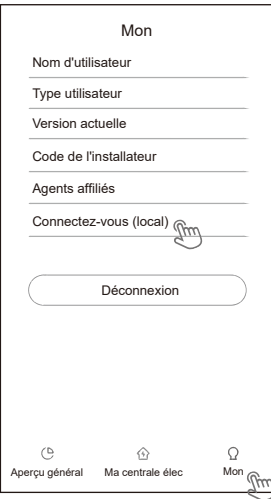 Mon
Nom d'utilisateur
Type utilisateur
Version actuelle
Code de l'installateur
Agents affiliés
Connectez-vous (local)
Déconnexion
Aperçu général
Ma centrale élec
Mon